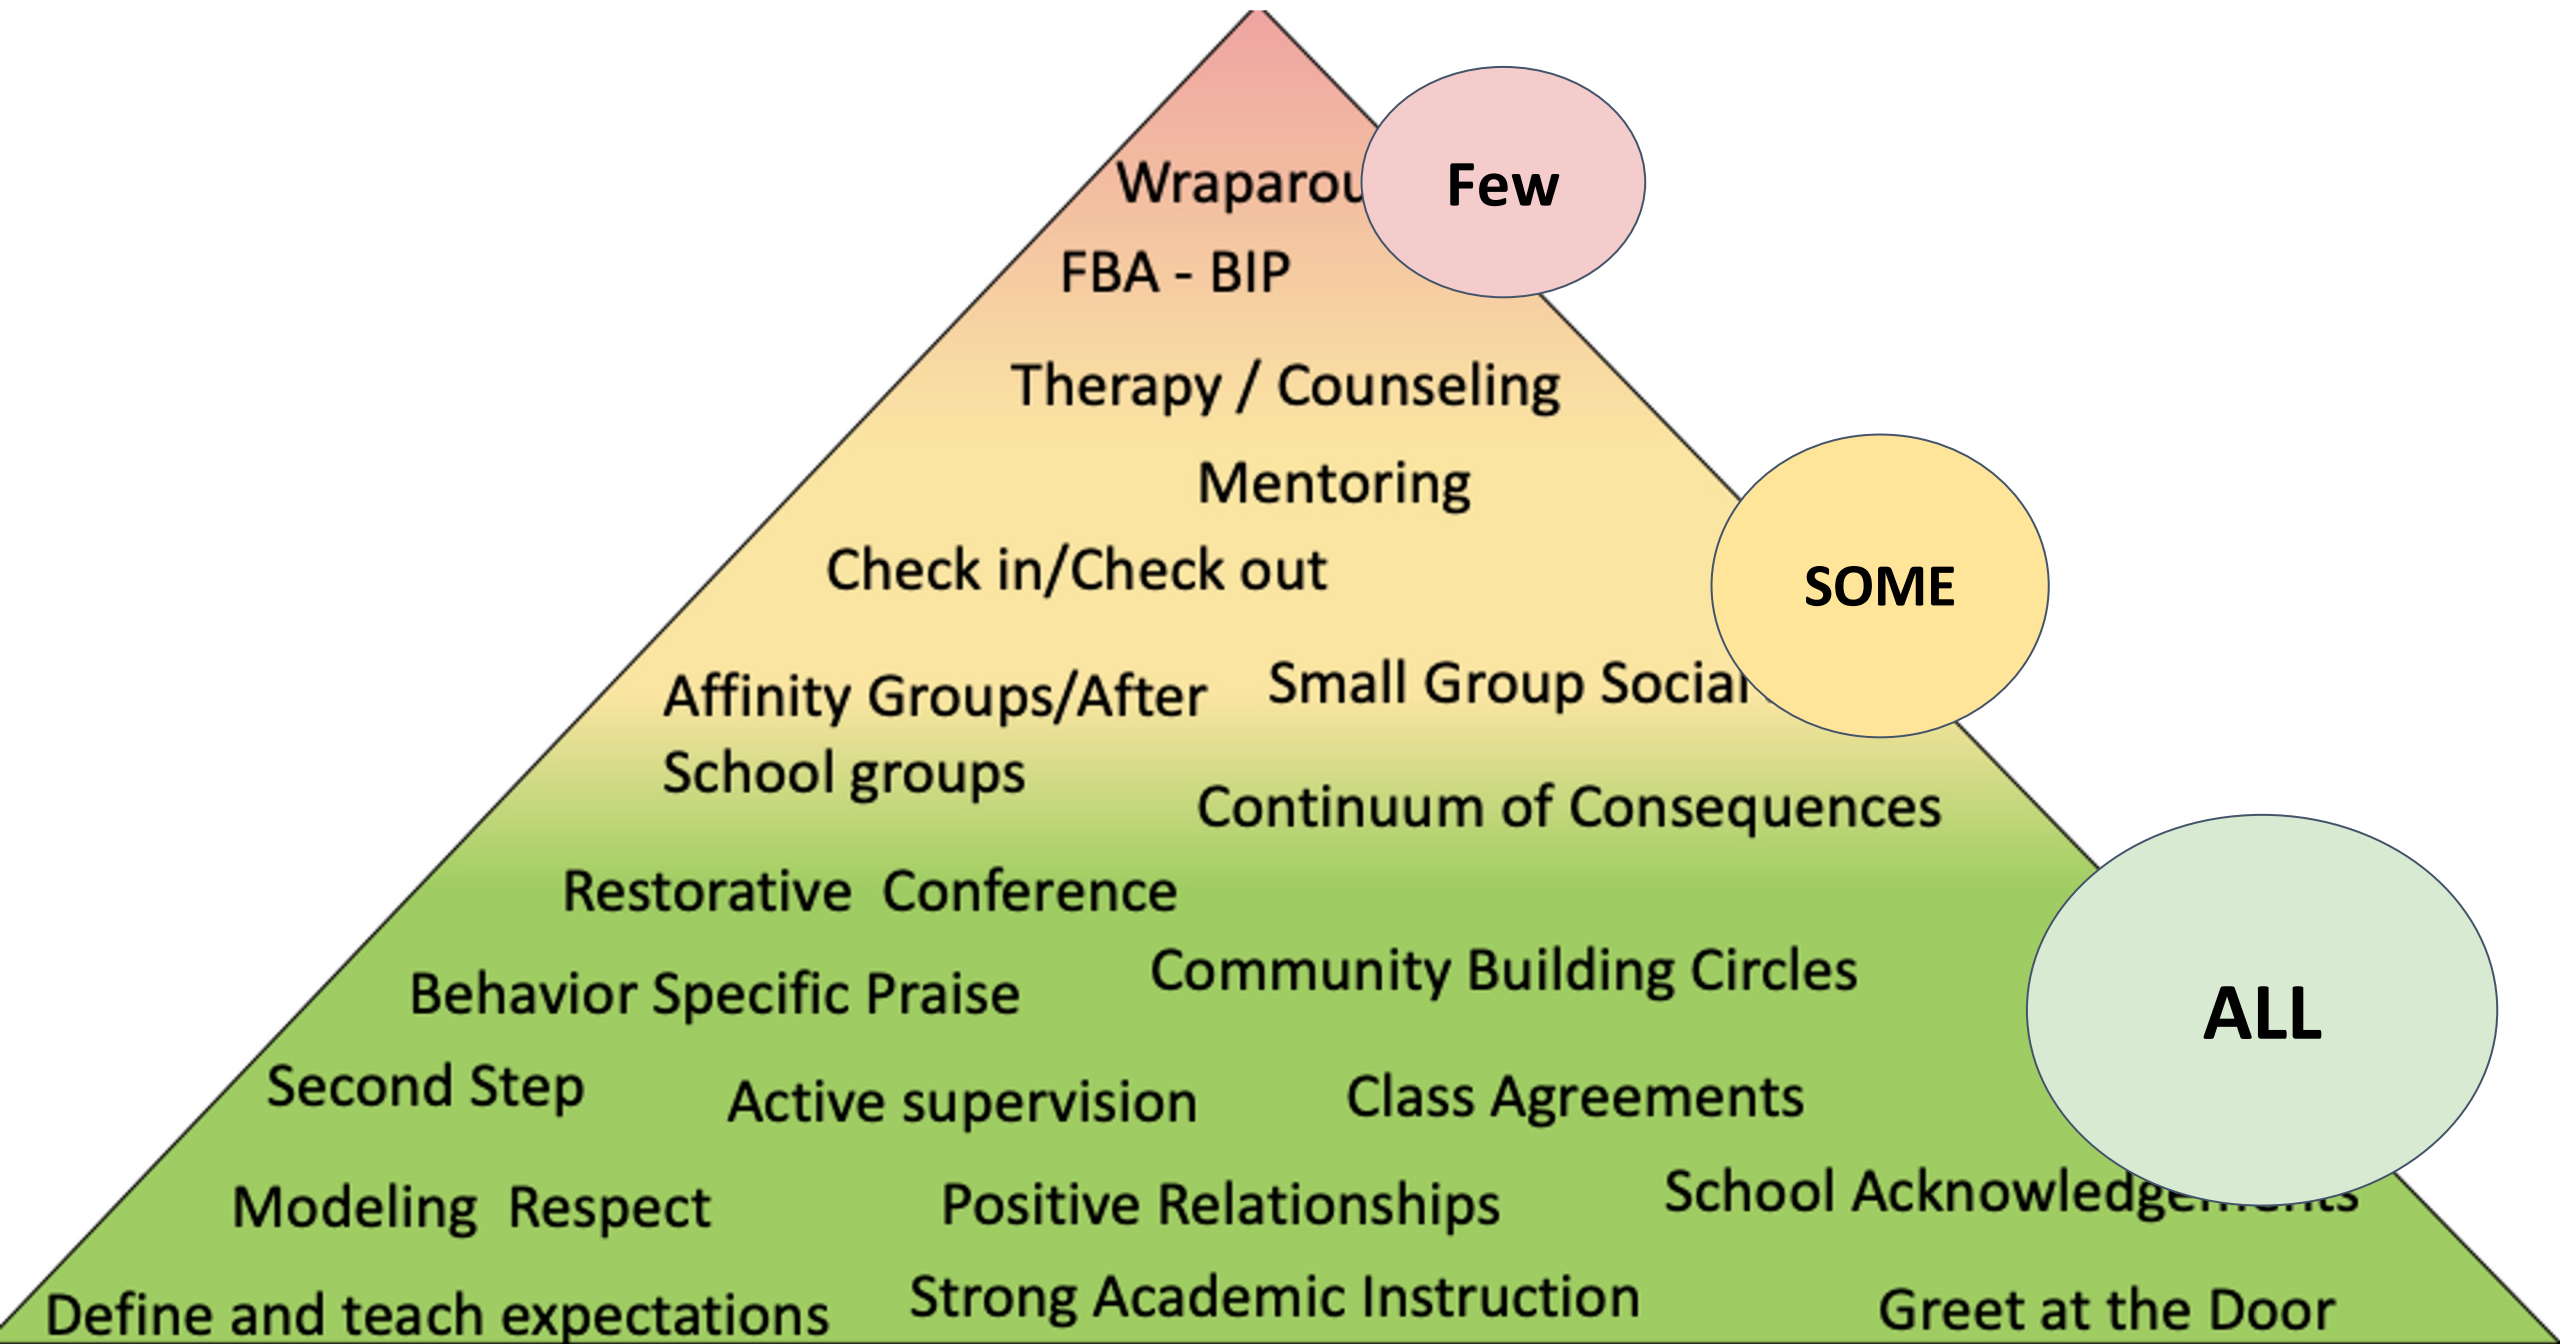 Few
Wraparou
FBA - BIP
Therapy / Counseling
Mentoring
SOME
Check in/Check out
Affinity Groups/After
School groups
Small Group Social
Continuum of Consequences
Restorative Conference
ALL
Behavior Specific Praise
Community Building Circles
Second Step
Active supervision
Class Agreements
Modeling Respect
Positive Relationships
School Acknowledgements
Define and teach expectations
Strong Academic Instruction
Greet at the Door